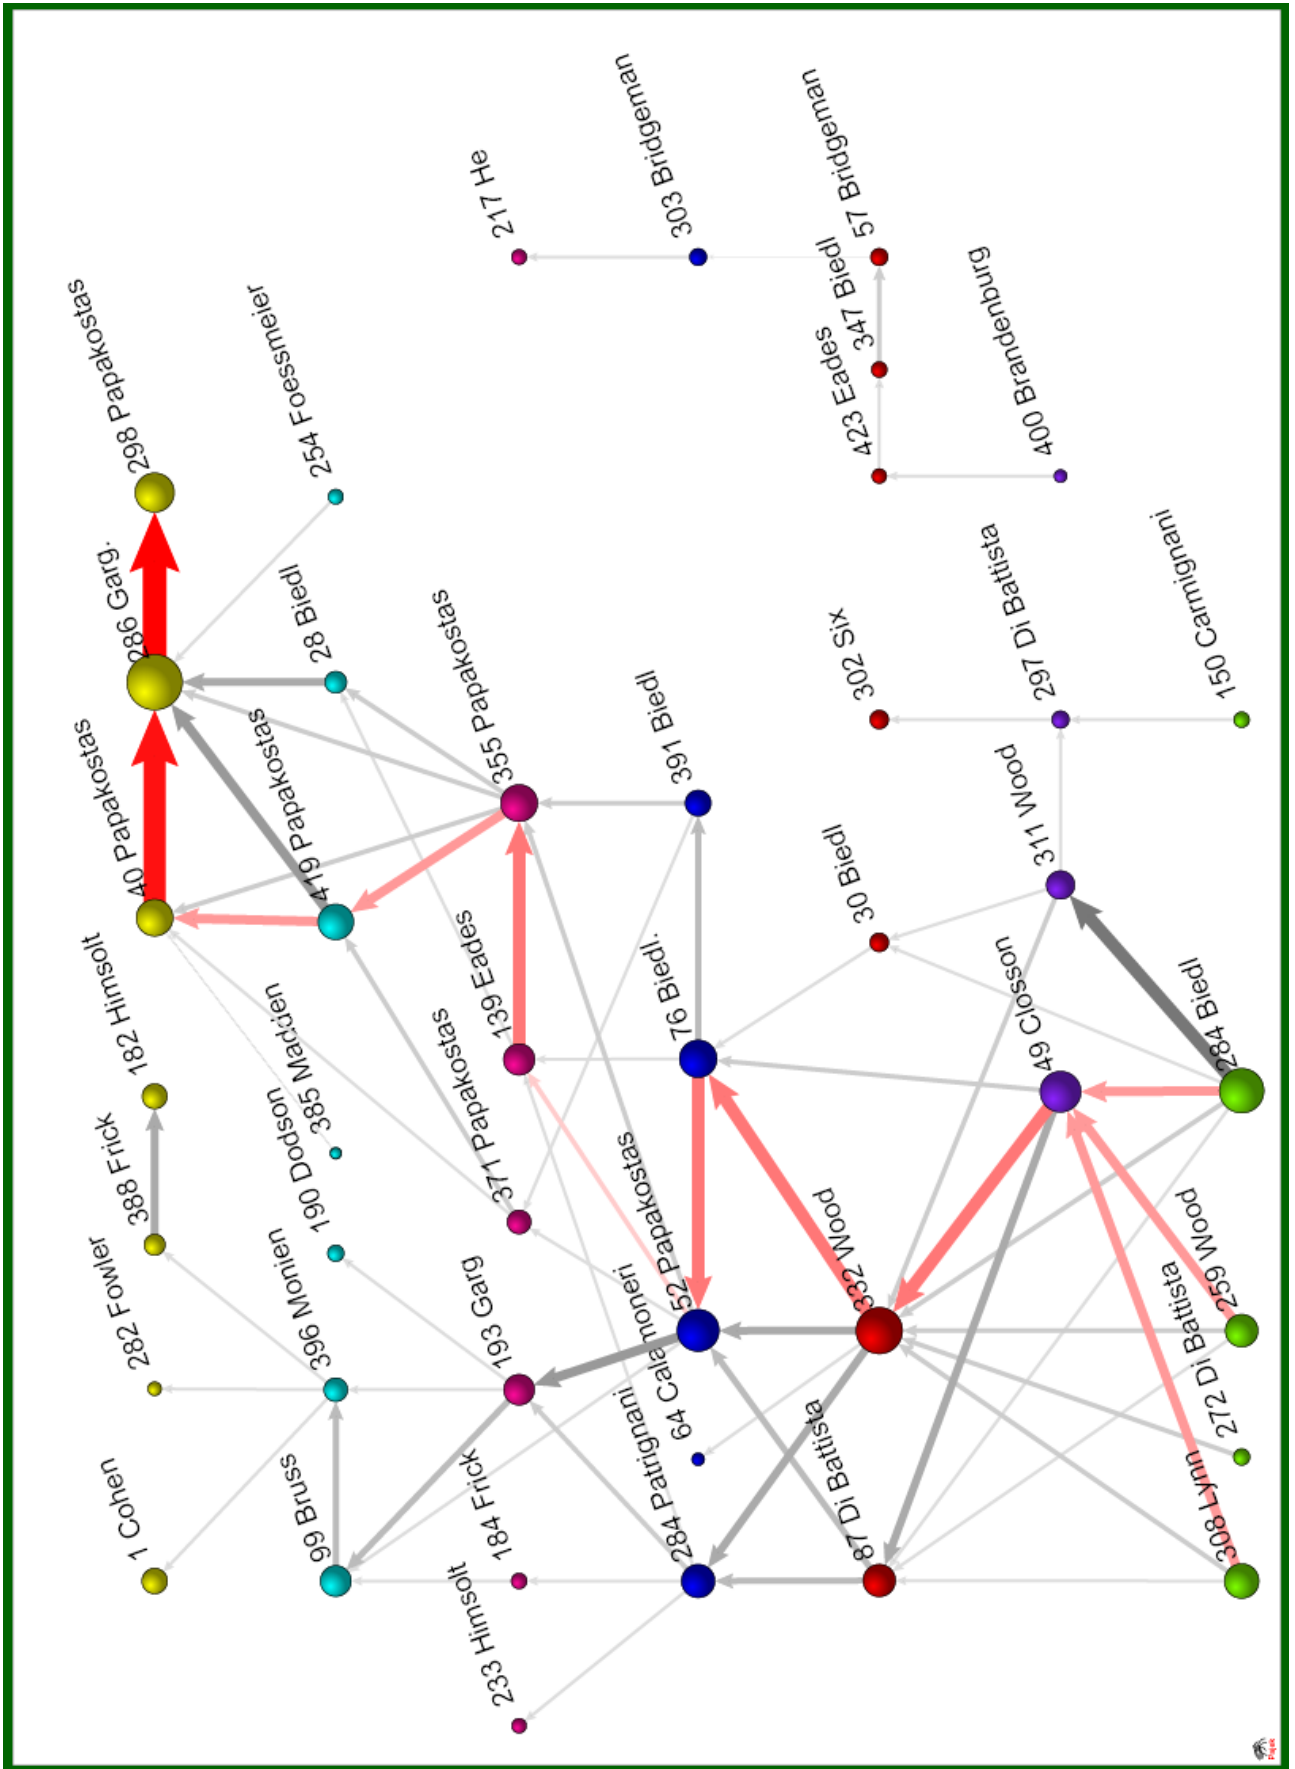 303 Bridgeman
57 Bridgeman
217 He
298 Papakostas
254 Foessmeier
347 Biedl
423 Eades
400 Brandenburg
286 Garg.
28 Biedl
355 Papakostas
302 Six
297 Di Battista
150 Carmignani
40 Papakostas
419 Papakostas
391 Biedl
311 Wood
30 Biedl
182 Himsolt
385 Madden
139 Eades
76 Biedl.
49 Closson
284 Biedl
388 Frick
190 Dodson
371 Papakostas
52 Papakostas
332 Wood
259 Wood
282 Fowler
396 Monien
193 Garg
64 Calamoneri
272 Di Battista
1 Cohen
99 Bruss
184 Frick
284 Patrignani
87 Di Battista
308 Lynn
233 Himsolt
Pajek